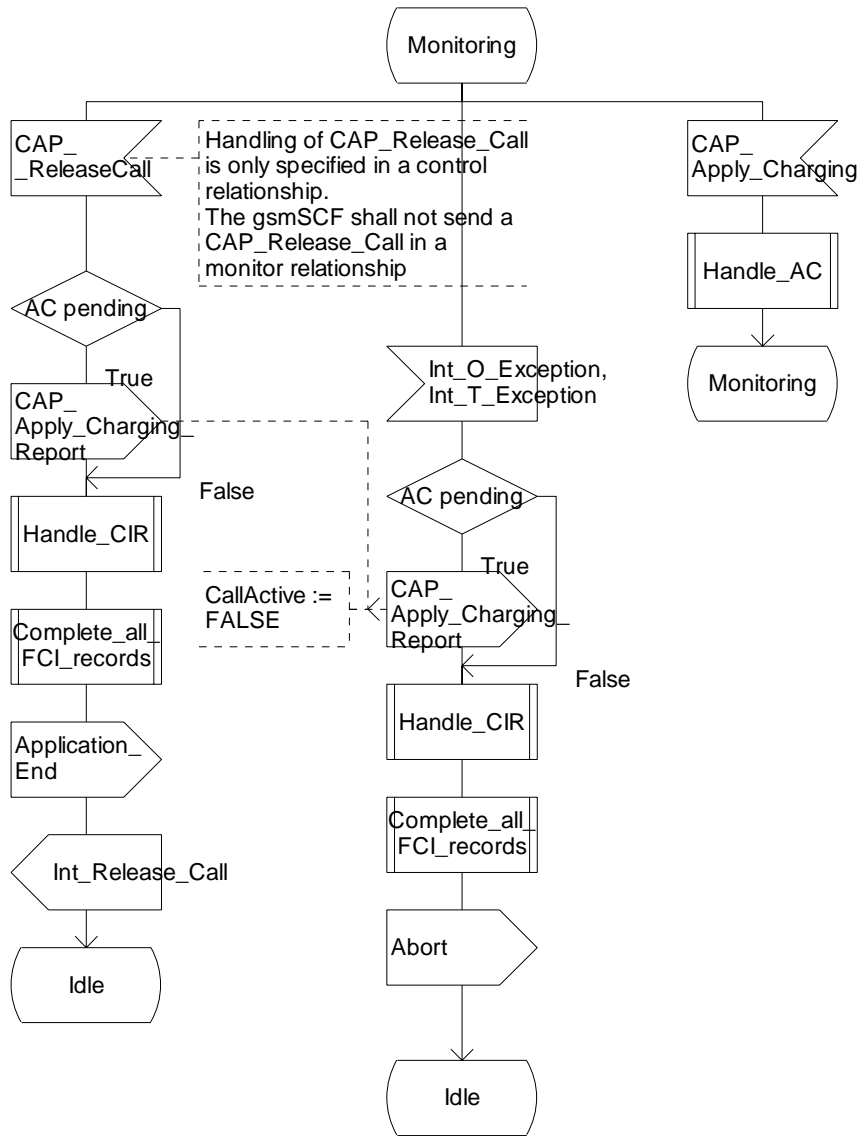 Monitoring
CAP_
_ReleaseCall
Handling of CAP_Release_Call
is only specified in a control
relationship.
The gsmSCF shall not send a
CAP_Release_Call in a
monitor relationship
CAP_
Apply_Charging
Handle_AC
Monitoring
AC pending
True
CAP_
Apply_Charging_
Report
False
Handle_CIR
Complete_all_
FCI_records
Application_
End
Int_Release_Call
Idle
Int_O_Exception,
Int_T_Exception
AC pending
True
CallActive :=
FALSE
CAP_
Apply_Charging_
Report
False
Handle_CIR
Complete_all_
FCI_records
Abort
Idle